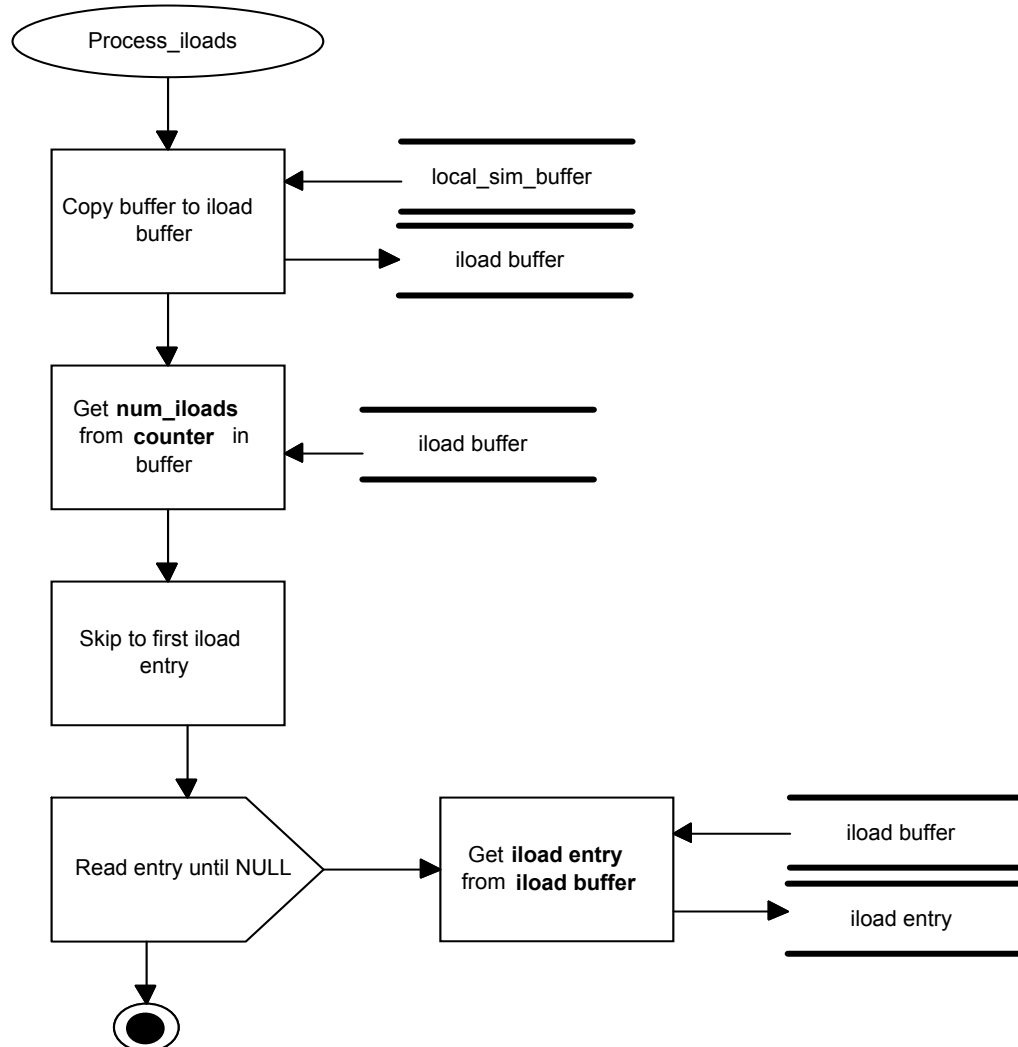 Process_iloads
local_sim_buffer
Copy buffer to iload
buffer
iload buffer
Get num_iloads
from counter in
buffer
iload buffer
Skip to first iload
entry
Read entry until NULL
Get iload entry
from iload buffer
iload buffer
iload entry